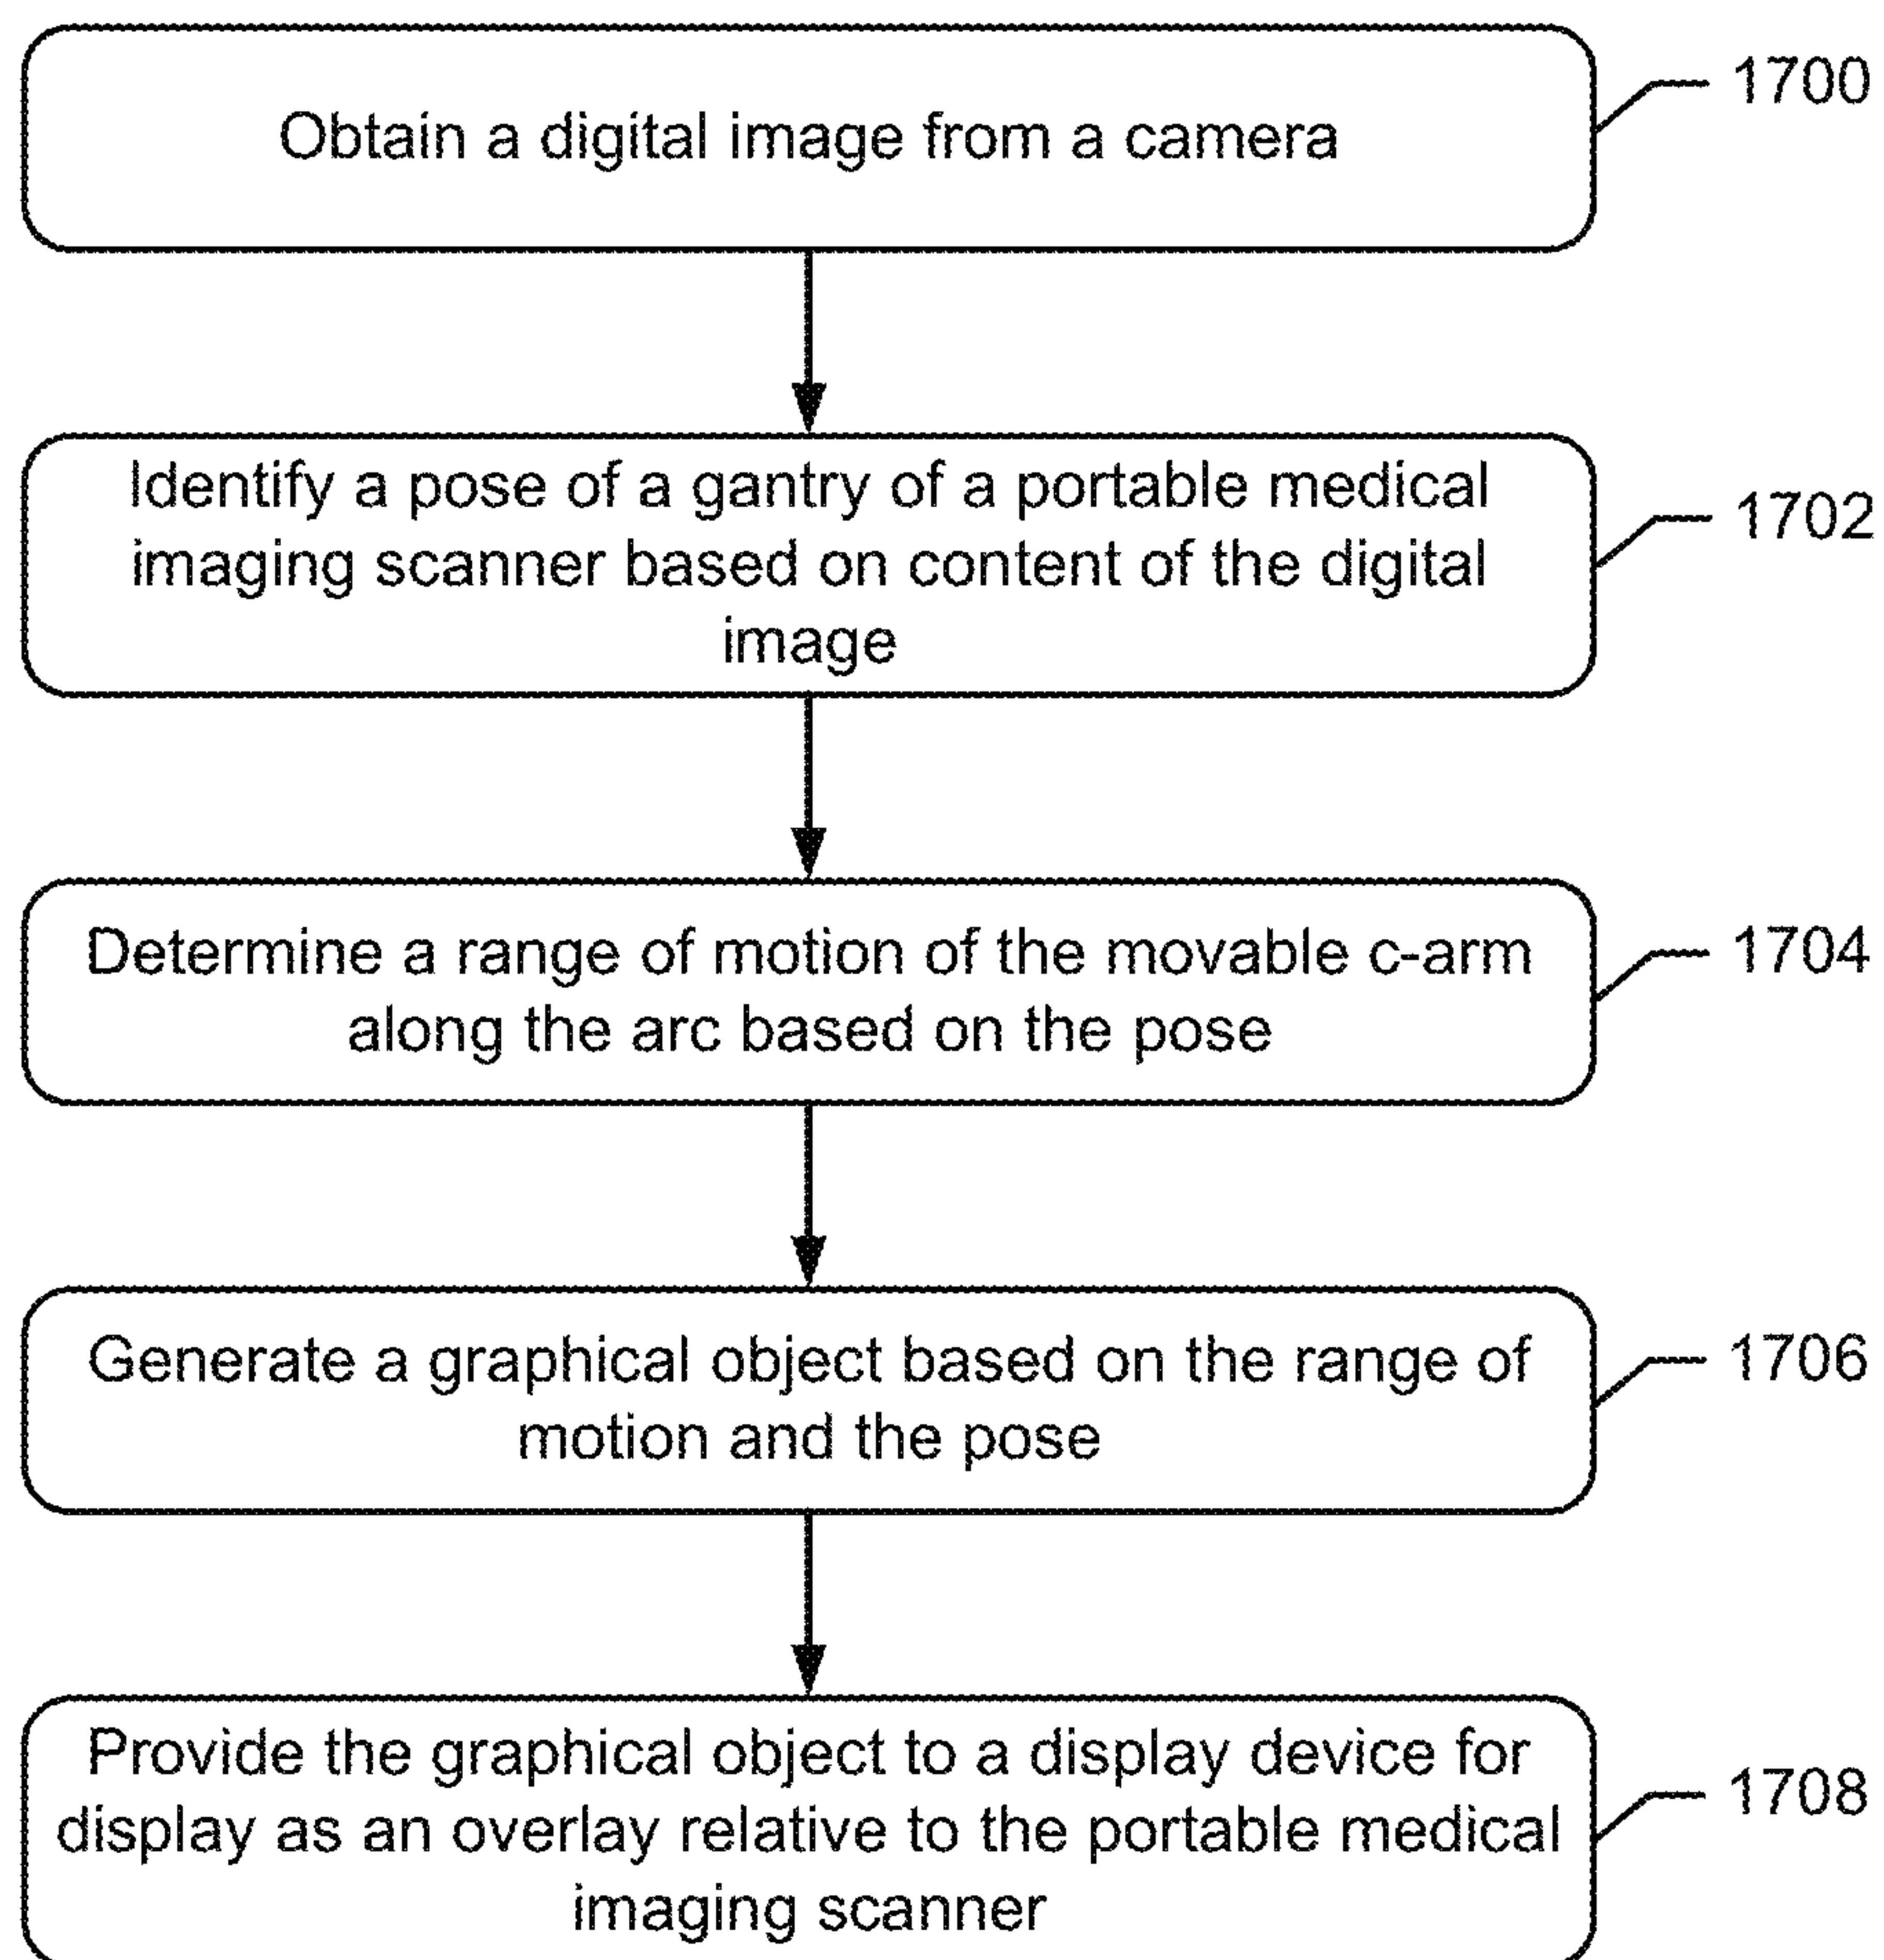 Obtain a digital image from a camera
1700
Identify a pose of a gantry of a portable medical
imaging scanner based on content of the digital
image
1702
Determine a range of motion of the movable c-arm
along the arc based on the pose
1704
Generate a graphical object based on the range of
motion and the pose
1706
Provide the graphical object to a display device for
display as an overlay relative to the portable medical
imaging scanner
1708